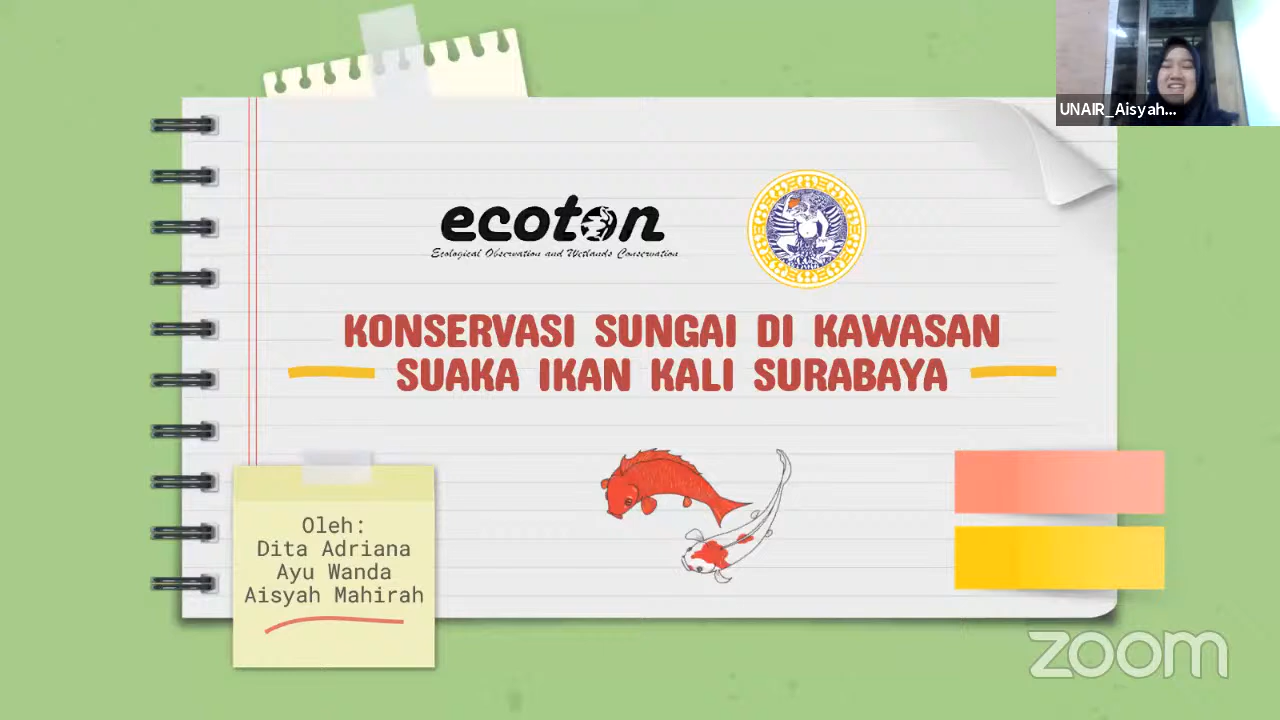 UNAIR_Aisyah...
ecoton
Ecological Observation and Wetlands Conservation
KONSERVASI SUNGAI DI KAWASAN
SUAKA IKAN KALI SURABAYA
Oleh:
Dita Adriana
Ayu Wanda
Aisyah Mahirah
zoom